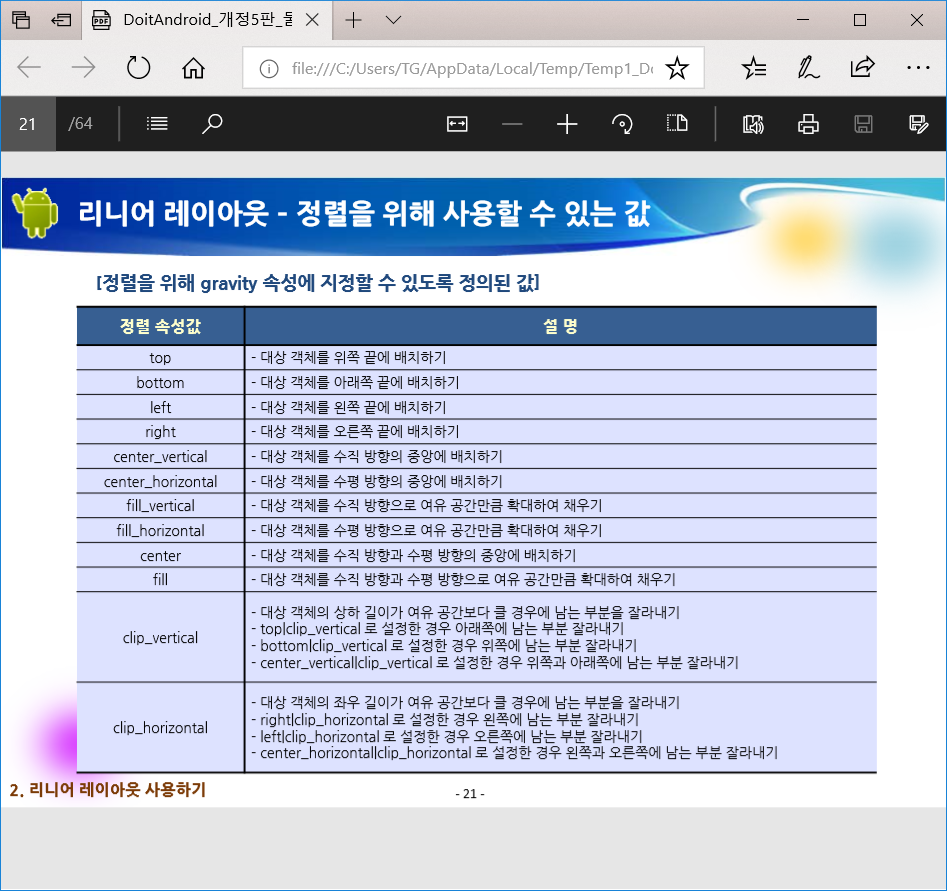 DoitAndroid_개정5판_둘
file:///C:/Users/TG/AppData/Local/Temp/Temp1_Do
21 /64
리니어 레이아웃 - 정렬을 위해 사용할 수 있는 값
[정렬을 위해 gravity 속성에 지정할 수 있도록 정의된 값]
정렬 속성값 설 명
top - 대상 객체를 위쪽 끝에 배치하기
bottom - 대상 객체를 아래쪽 끝에 배치하기
left - 대상 객체를 왼쪽 끝에 배치하기
right - 대상 객체를 오른쪽 끝에 배치하기
center_vertical - 대상 객체를 수직 방향의 중앙에 배치하기
center_horizontal - 대상 객체를 수평 방향의 중앙에 배치하기
fill_vertical - 대상 객체를 수직 방향으로 여유 공간만큼 확대하여 채우기
fill_horizontal - 대상 객체를 수평 방향으로 여유 공간만큼 확대하여 채우기
center - 대상 객체를 수직 방향과 수평 방향의 중앙에 배치하기
fill - 대상 객체를 수직 방향과 수평 방향으로 여유 공간만큼 확대하여 채우기
clip_vertical
- 대상 객체의 상하 길이가 여유 공간보다 클 경우에 남는 부분을 잘라내기
- top|clip_vertical 로 설정한 경우 아래쪽에 남는 부분 잘라내기
- bottom|clip_vertical 로 설정한 경우 위쪽에 남는 부분 잘라내기
- center_vertical|clip_vertical 로 설정한 경우 위쪽과 아래쪽에 남는 부분 잘라내기
clip_horizontal
- 대상 객체의 좌우 길이가 여유 공간보다 클 경우에 남는 부분을 잘라내기
- right|clip_horizontal 로 설정한 경우 왼쪽에 남는 부분 잘라내기
- left|clip_horizontal 로 설정한 경우 오른쪽에 남는 부분 잘라내기
- center_horizontal|clip_horizontal 로 설정한 경우 왼쪽과 오른쪽에 남는 부분 잘라내기
2. 리니어 레이아웃 사용하기
- 21 -